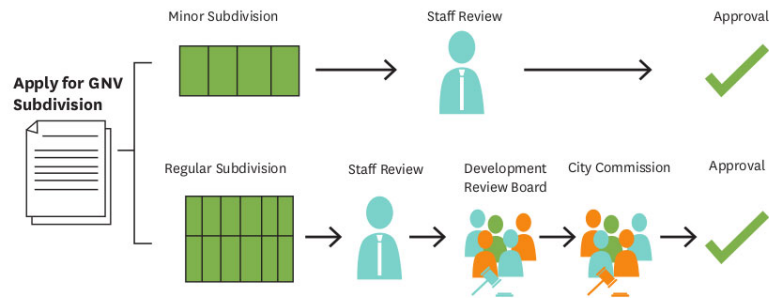 Minor Subdivision
Staff Review
Approval
Apply for GNV
Subdivision
Regular Subdivision
Staff Review
Development
Review Board
City Commission
Approval